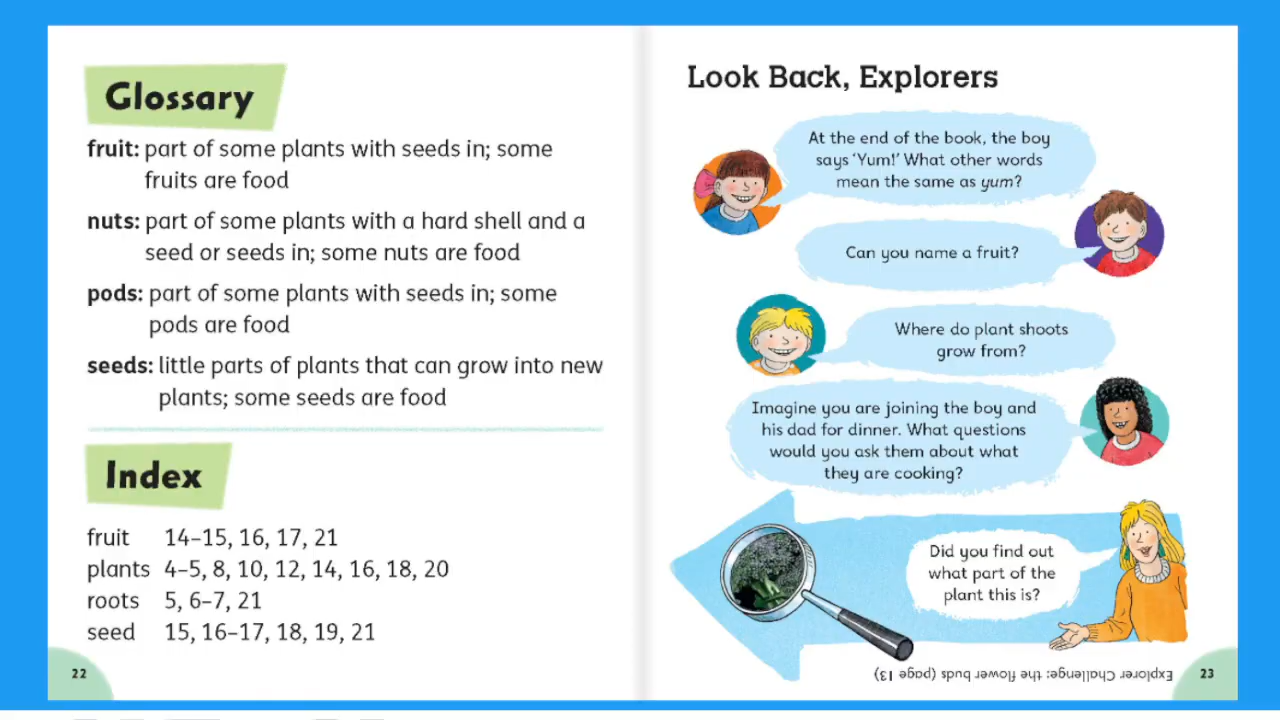 Glossary
fruit: part of some plants with seeds in; some
fruits are food
nuts: part of some plants with a hard shell and a
seed or seeds in; some nuts are food
pods: part of some plants with seeds in; some
pods are food
seeds: little parts of plants that can grow into new
plants; some seeds are food
Index
fruit 14–15, 16, 17, 21
plants 4–5, 8, 10, 12, 14, 16, 18, 20
roots 5, 6–7, 21
seed 15, 16–17, 18, 19, 21
22
Look Back, Explorers
At the end of the book, the boy
says ‘Yum!’ What other words
mean the same as yum?
Can you name a fruit?
Where do plant shoots
grow from?
Imagine you are joining the boy and
his dad for dinner. What questions
would you ask them about what
they are cooking?
Did you find out
what part of the
plant this is?
Explorer Challenge: the flower buds (page 13)
23